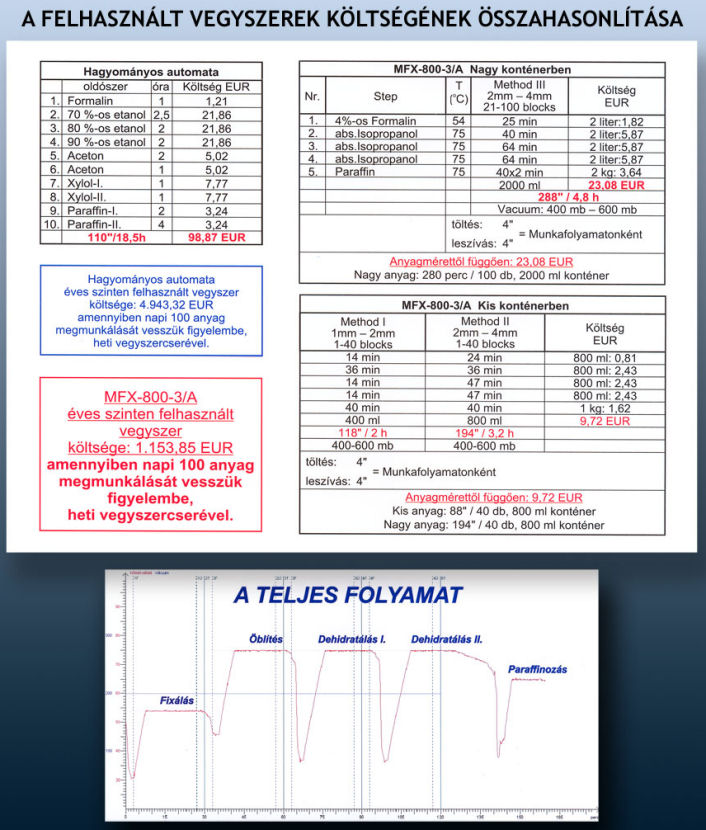 A FELHASZNÁLT VEGYSZEREK KÖLTSÉGÉNEK ÖSSZAHASONLÍTÁSA
Hagyományos automata
oldószer óra Költség EUR
1. Formalin 1 1,21
2. 70 %-os etanol 2,5 21,86
3. 80 %-os etanol 2 21,86
4. 90 %-os etanol 2 21,86
5. Aceton 2 5,02
6. Aceton 1 5,02
7. Xylol-I. 1 7,77
8. Xylol-II. 1 7,77
9. Paraffin-I. 2 3,24
10. Paraffin-II. 4 3,24
110"/18,5h 98,87 EUR
Hagyományos automata
éves szinten felhasznált vegyszer
költsége: 4.943,32 EUR
amennyiben napi 100 anyag
megmunkálását vesszük figyelembe,
heti vegyszercserével.
MFX-800-3/A
éves szinten felhasznált
vegyszer
költsége: 1.153,85 EUR
amennyiben napi 100 anyag
megmunkálását vesszük
figyelembe,
heti vegyszercserével.
MFX-800-3/A Nagy konténerben
Nr. Step T (°C) Method III 2mm – 4mm 21-100 blocks Költség EUR
1. 4%-os Formalin 54 25 min 2 liter:1,82
2. abs.Isopropanol 75 40 min 2 liter:5,87
3. abs.Isopropanol 75 64 min 2 liter:5,87
4. abs.Isopropanol 75 64 min 2 liter:5,87
5. Paraffin 75 40x2 min 2 kg: 3,64
2000 ml 23,08 EUR
288" / 4,8 h
Vacuum: 400 mb – 600 mb
töltés: 4"
= Munkafolyamatonként
leszívás: 4"
Anyagmérettől függően: 23,08 EUR
Nagy anyag: 280 perc / 100 db, 2000 ml konténer
MFX-800-3/A Kis konténerben
Method I Method II Költség
1mm – 2mm 2mm – 4mm EUR
1-40 blocks 1-40 blocks
14 min 24 min 800 ml: 0,81
36 min 36 min 800 ml: 2,43
14 min 47 min 800 ml: 2,43
14 min 47 min 800 ml: 2,43
40 min 40 min 1 kg: 1,62
400 ml 800 ml 9,72 EUR
118" / 2 h 194" / 3,2 h
400-600 mb 400-600 mb
töltés: 4"
= Munkafolyamatonként
leszívás: 4"
Anyagmérettől függően: 9,72 EUR
Kis anyag: 88" / 40 db, 800 ml konténer
Nagy anyag: 194" / 40 db, 800 ml konténer
A TELJES FOLYAMAT
Öblítés Dehidratálás I. Dehidratálás II.
Paraffinozás
Fixálás